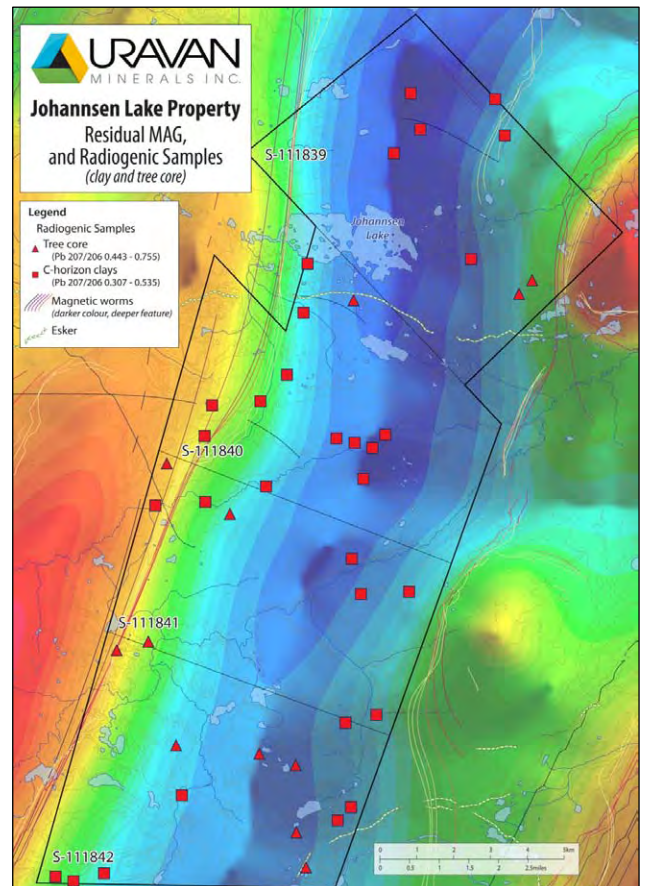 URAVAN
MINERALS INC.
Johannsen Lake Property
Residual MAG,
and Radiogenic Samples
(clay and tree core)
S-111839
Legend
Radiogenic Samples
Tree core
(Pb 207/206 0.443 - 0.755)
C-horizon clays
(Pb 207/206 0.307 - 0.535)
Magnetic worms
(darker colour, deeper feature)
Esker
Johannsen
Lake
S-111840
S-111841
S-111842
0 1 2 3 4 5km
0 0.5 1 1.5 2 2.5miles